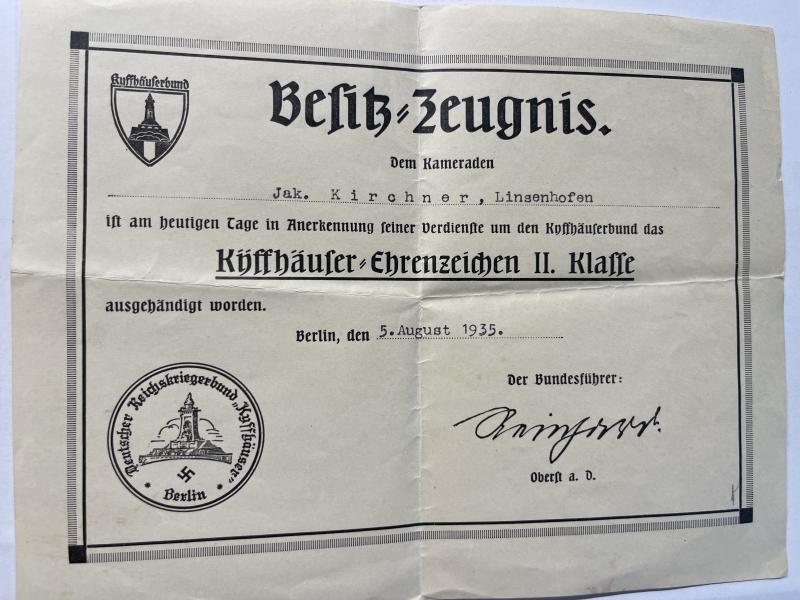 Kyffhäuserbund
Besitz=Zeugnis.
Dem Kameraden
Jak. Kirchner, Linsenhofen
ist am heutigen Tage in Anerkennung seiner Verdienste um den Kyffhäuserbund das
Kyffhäuser=Ehrenzeichen II. Klasse
ausgehändigt worden.
Berlin, den 5. August 1935.
Der Bundesführer:
Reinhard.
Oberst a. D.
Deutscher Reichskriegerbund „Kyffhäuser"
Berlin